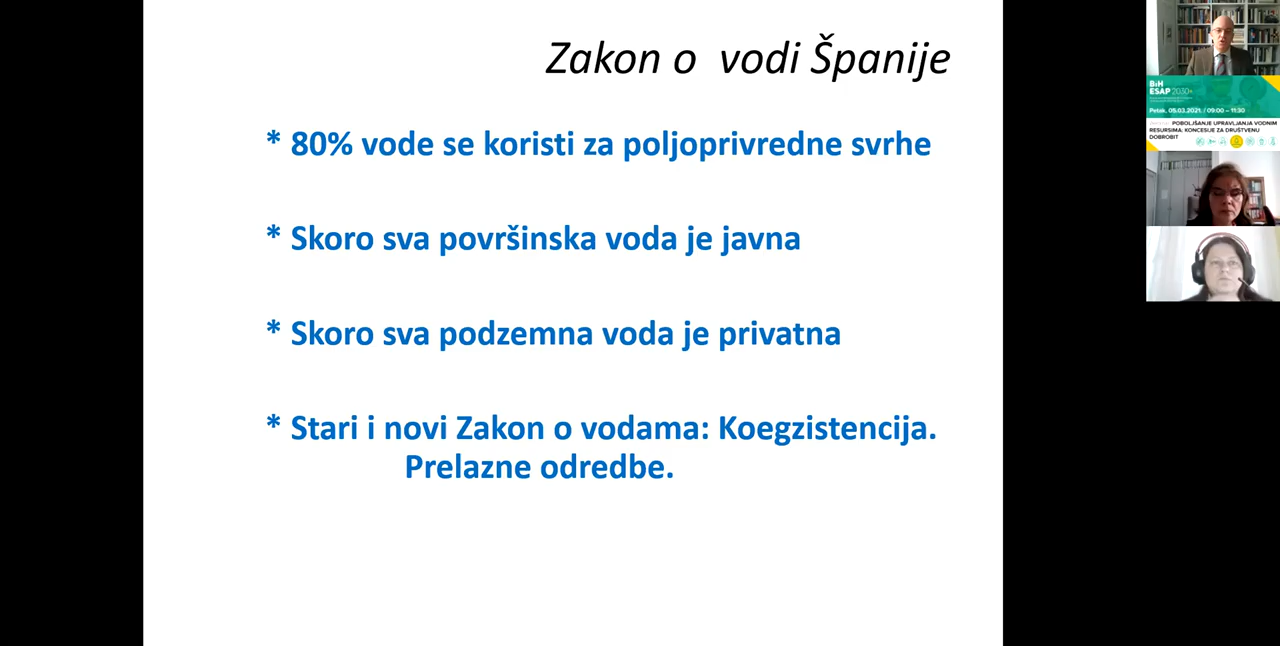 Zakon o vodi Španije
* 80% vode se koristi za poljoprivredne svrhe
* Skoro sva površinska voda je javna
* Skoro sva podzemna voda je privatna
* Stari i novi Zakon o vodama: Koegzistencija.
Prelazne odredbe.
BiH
ESAP 2030+
Petak, 05.03.2021. / 09:00 – 11:30
POBOLJŠANJE UPRAVLJANJA VODNIM
RESURSIMA: KONCESIJE ZA DRUŠTVENU
DOBROBIT